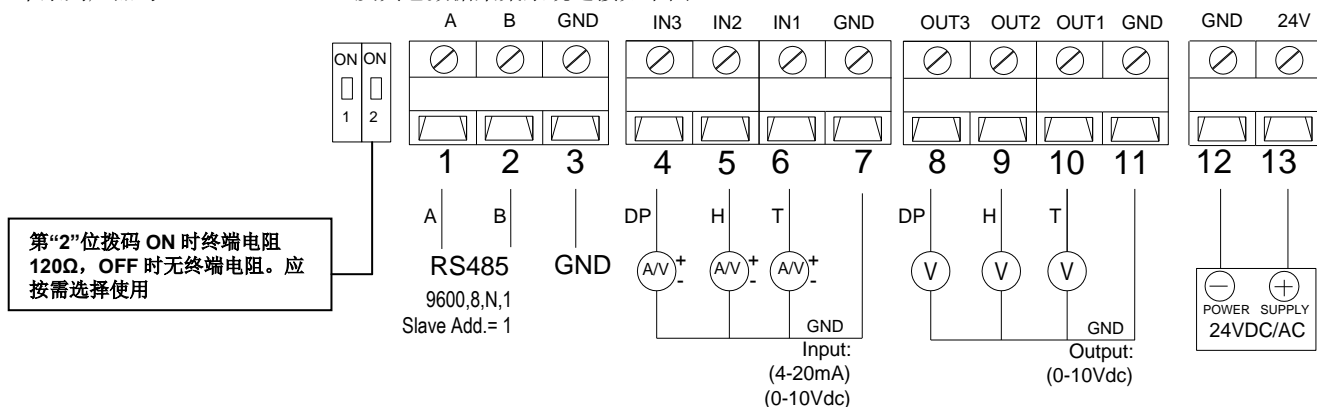 A B GND IN3 IN2 IN1 GND OUT3 OUT2 OUT1 GND GND 24V
ON ON
1 2
1 2 3 4 5 6 7 8 9 10 11 12 13
A B DP H T DP H T
第“2”位拨码 ON 时终端电阻
120Ω，OFF 时无终端电阻。应
按需选择使用
RS485 GND A/V + - A/V + - A/V + - V V V
9600,8,N,1
Slave Add.= 1
GND
Input:
(4-20mA)
(0-10Vdc)
GND
Output:
(0-10Vdc)
POWER SUPPLY
24VDC/AC